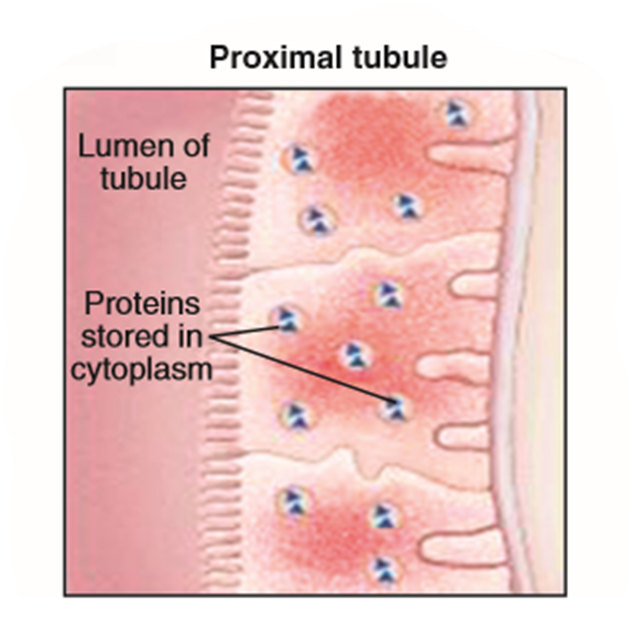 Proximal tubule
Lumen of
tubule
Proteins
stored in
cytoplasm